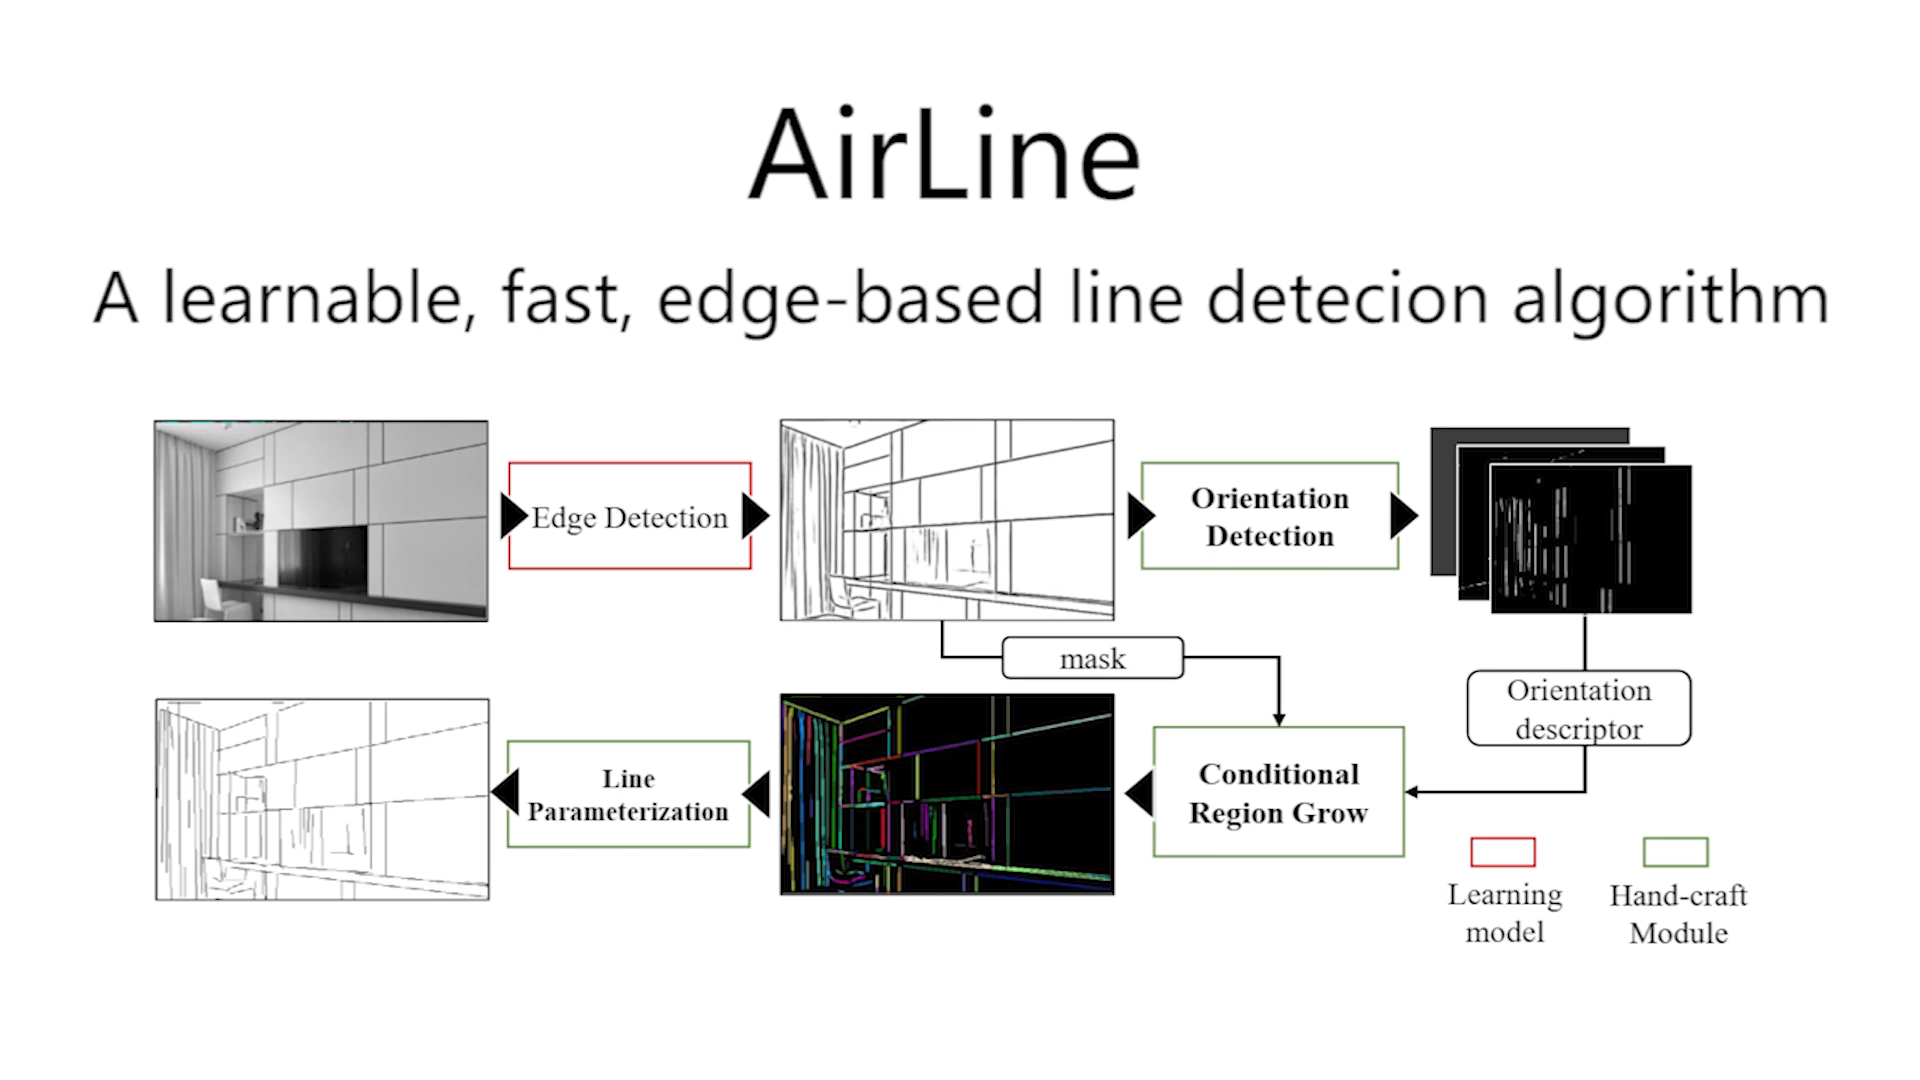 AirLine
A learnable, fast, edge-based line detecion algorithm
Edge Detection
Orientation
Detection
mask
Orientation
descriptor
Line
Parameterization
Conditional
Region Grow
Learning
model
Hand-craft
Module